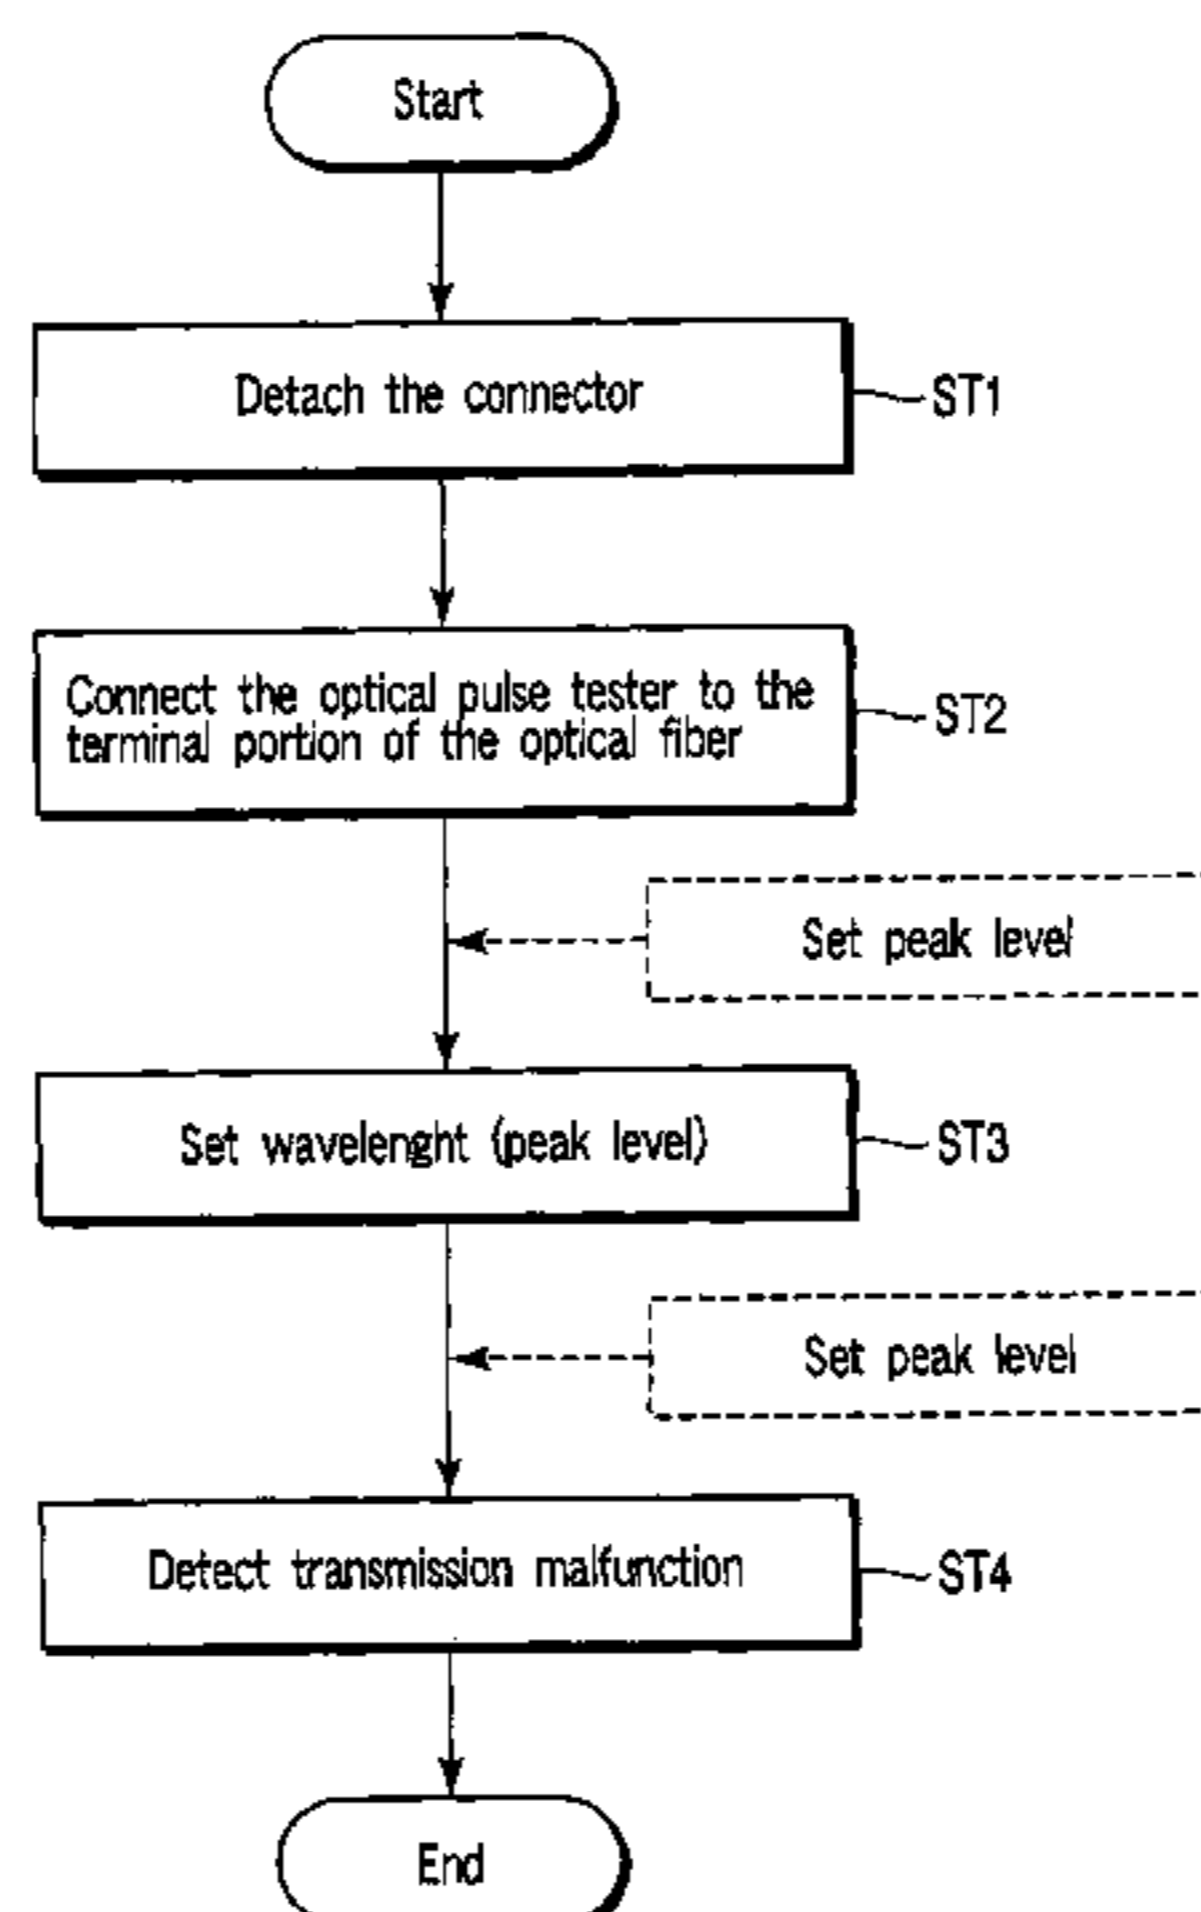 Start
Detach the connector
ST1
Connect the optical pulse tester to the
terminal portion of the optical fiber
ST2
Set peak level
Set wavelenght (peak level)
ST3
Set peak level
Detect transmission malfunction
ST4
End